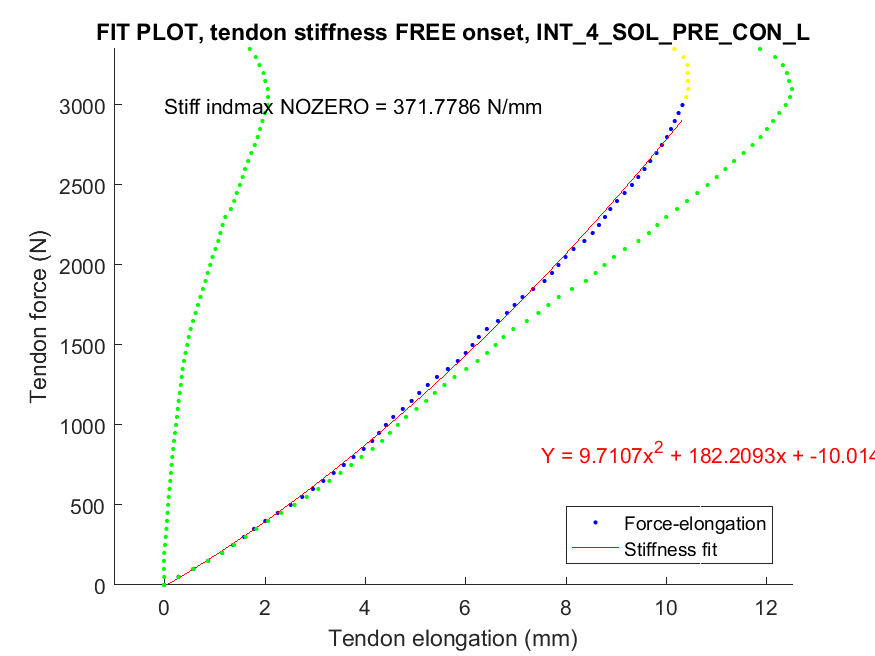 FIT PLOT, tendon stiffness FREE onset, INT_4_SOL_PRE_CON_L
Stiff indmax NOZERO = 371.7786 N/mm
3000
2500
2000
1500
1000
500
0
Tendon force (N)
Y = 9.7107x² + 182.2093x + -10.014
Force-elongation
Stiffness fit
0 2 4 6 8 10 12
Tendon elongation (mm)